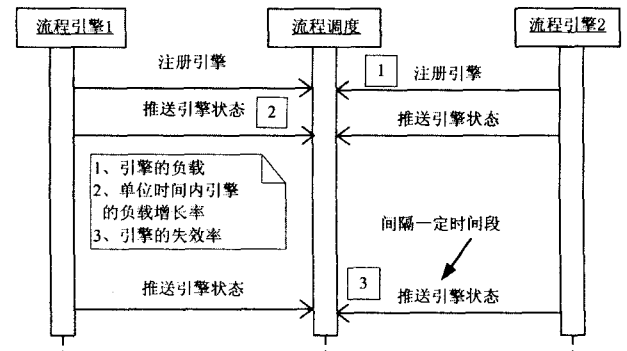 流程引擎1
流程调度
流程引擎2
注册引擎
1
注册引擎
推送引擎状态
2
推送引擎状态
1、引擎的负载
2、单位时间内引擎
的负载增长率
3、引擎的失效率
间隔一定时间段
推送引擎状态
3
推送引擎状态